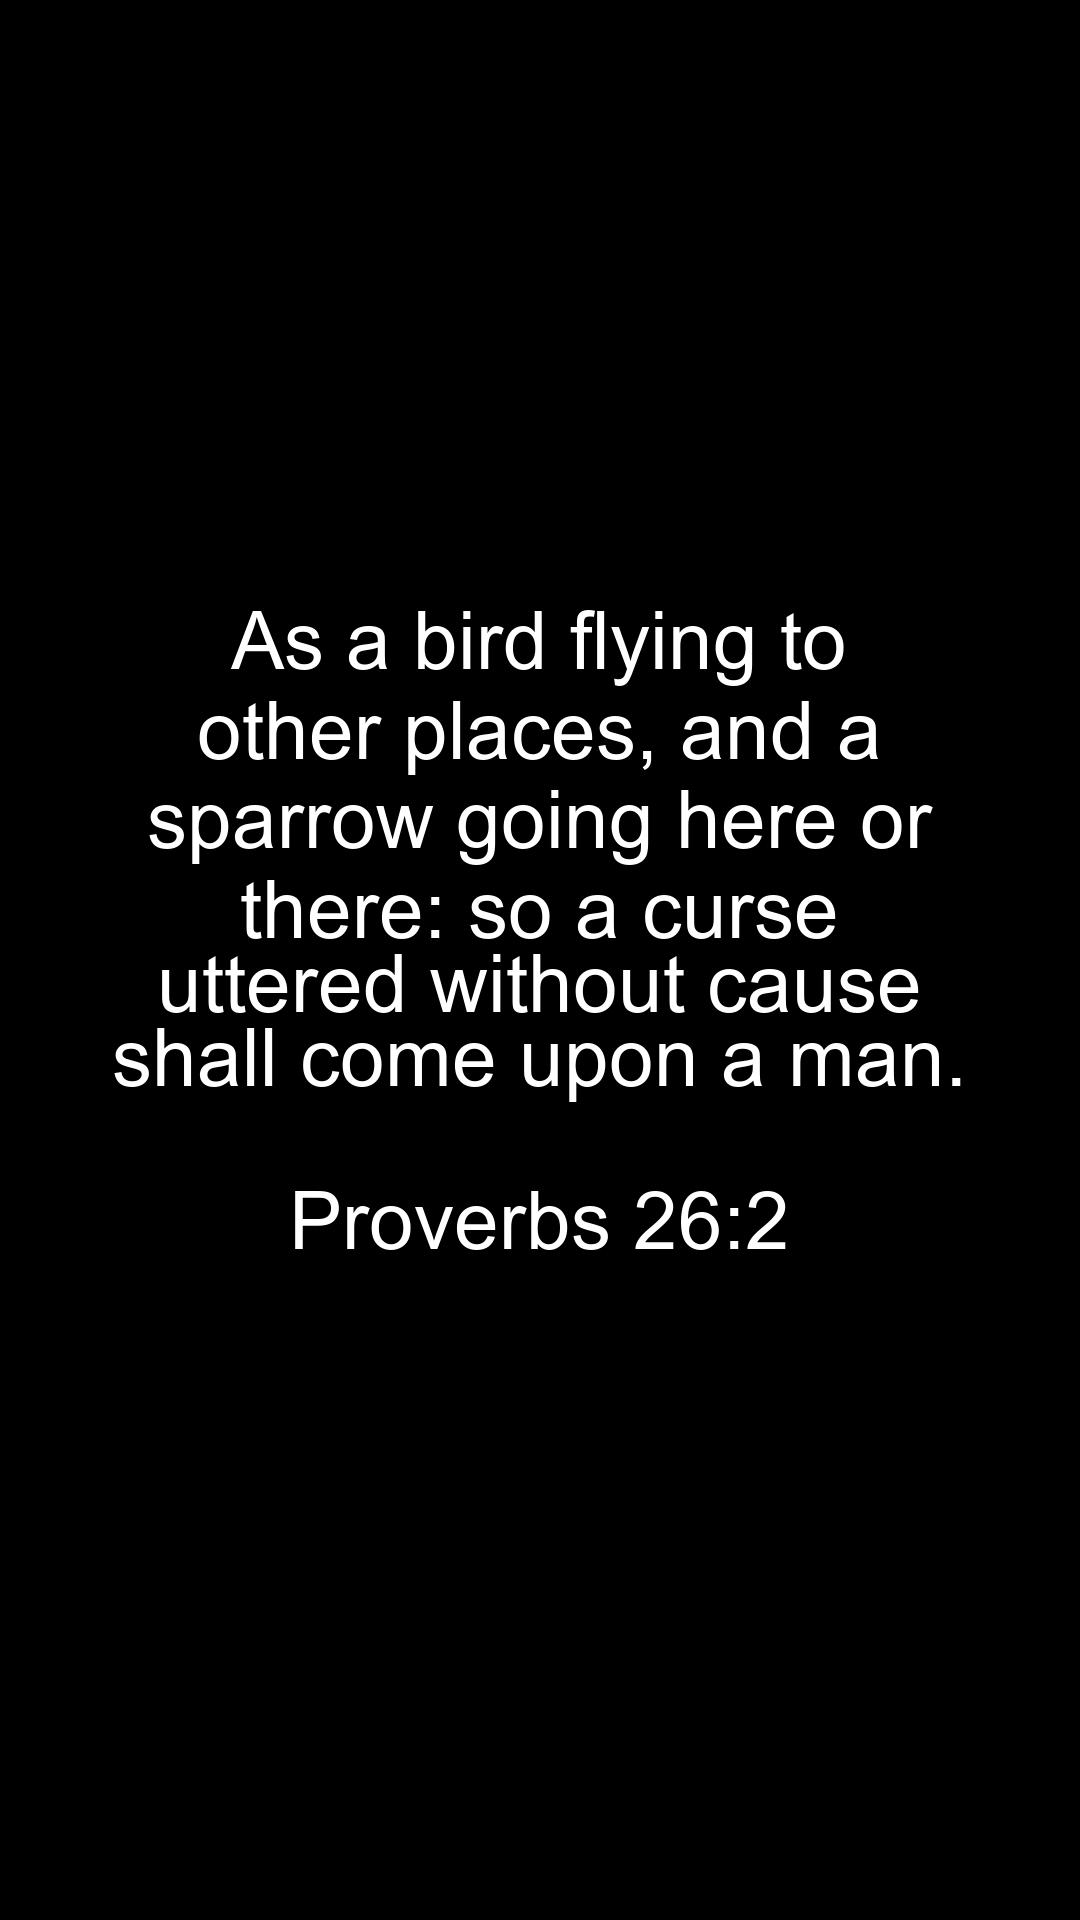 As a bird flying to
other places, and a
sparrow going here or
there: so a curse
uttered without cause
shall come upon a man.
Proverbs 26:2